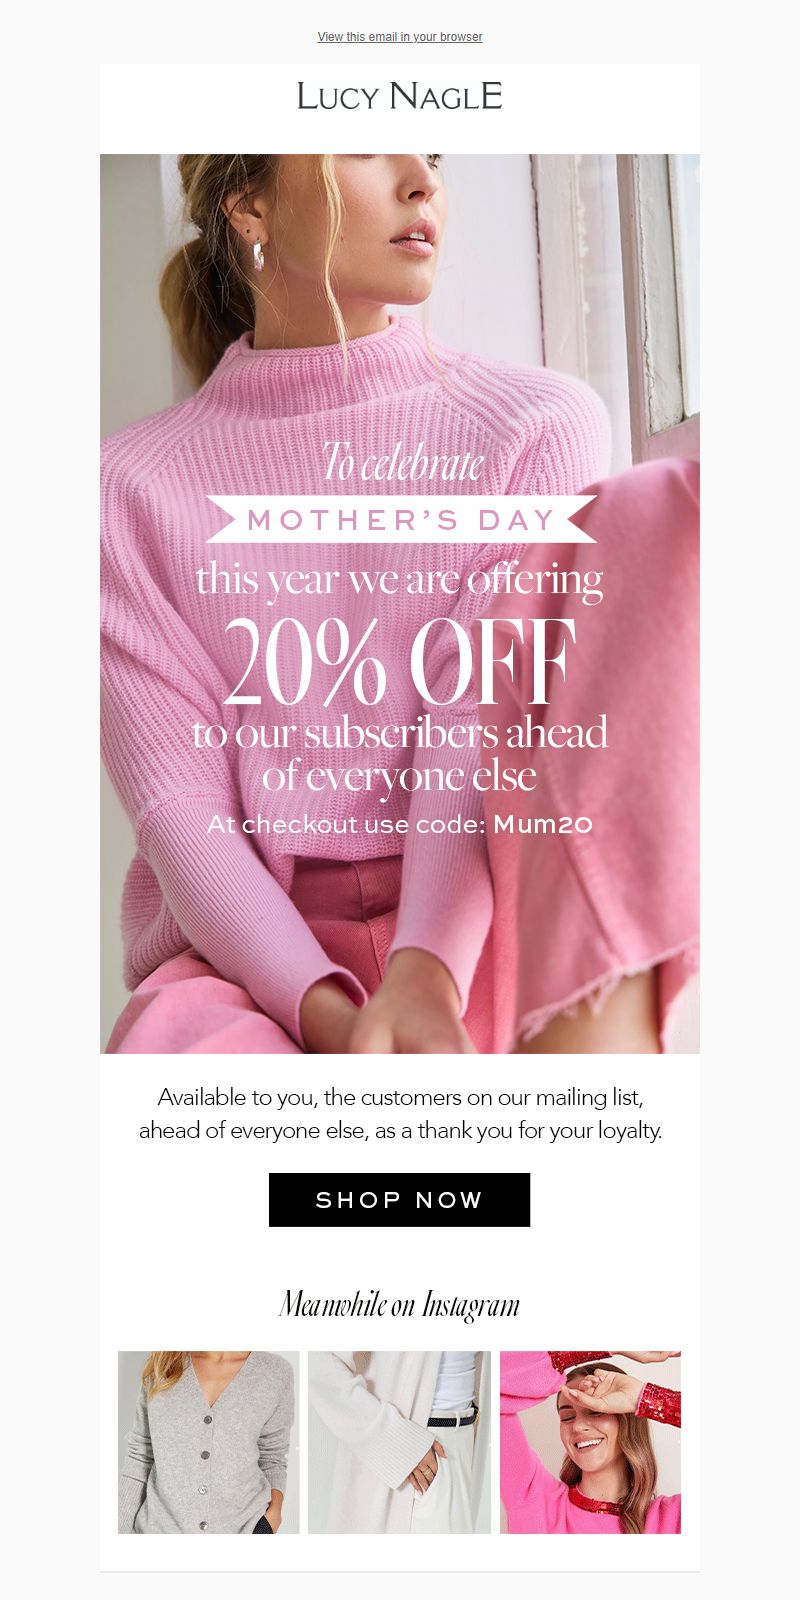 View this email in your browser
LUCY NAGLE
To celebrate
MOTHER'S DAY
this year we are offering
20% OFF
to our subscribers ahead
of everyone else
At checkout use code: Mum20
Available to you, the customers on our mailing list,
ahead of everyone else, as a thank you for your loyalty.
SHOP NOW
Meanwhile on Instagram